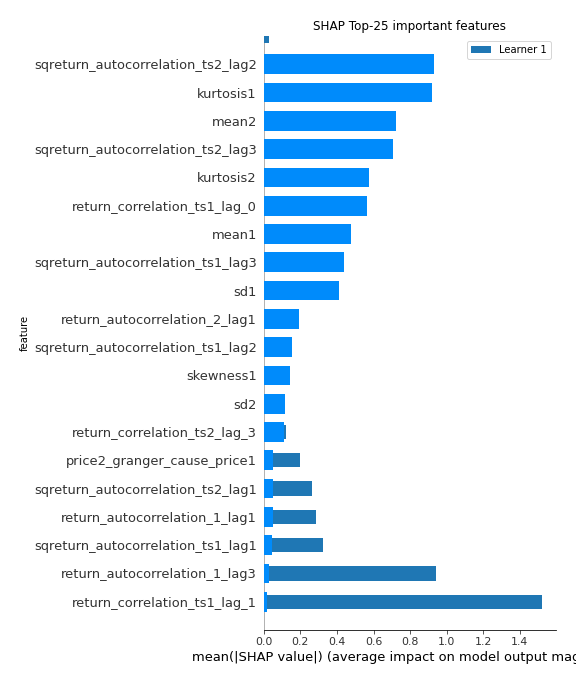 SHAP Top-25 important features
Learner 1
sqreturn_autocorrelation_ts2_lag2
kurtosis1
mean2
sqreturn_autocorrelation_ts2_lag3
kurtosis2
return_correlation_ts1_lag_0
mean1
sqreturn_autocorrelation_ts1_lag3
sd1
return_autocorrelation_2_lag1
sqreturn_autocorrelation_ts1_lag2
skewness1
sd2
return_correlation_ts2_lag_3
price2_granger_cause_price1
sqreturn_autocorrelation_ts2_lag1
return_autocorrelation_1_lag1
sqreturn_autocorrelation_ts1_lag1
return_autocorrelation_1_lag3
return_correlation_ts1_lag_1
feature
0.0 0.2 0.4 0.6 0.8 1.0 1.2 1.4
mean(|SHAP value|) (average impact on model output mag